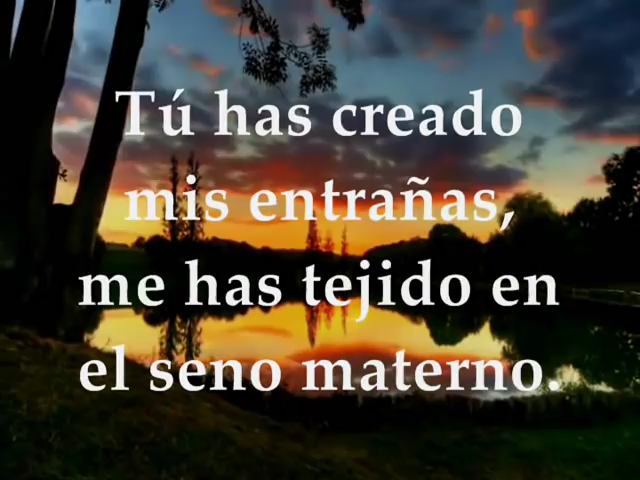 Tú has creado
mis entrañas,
me has tejido en
el seno materno.